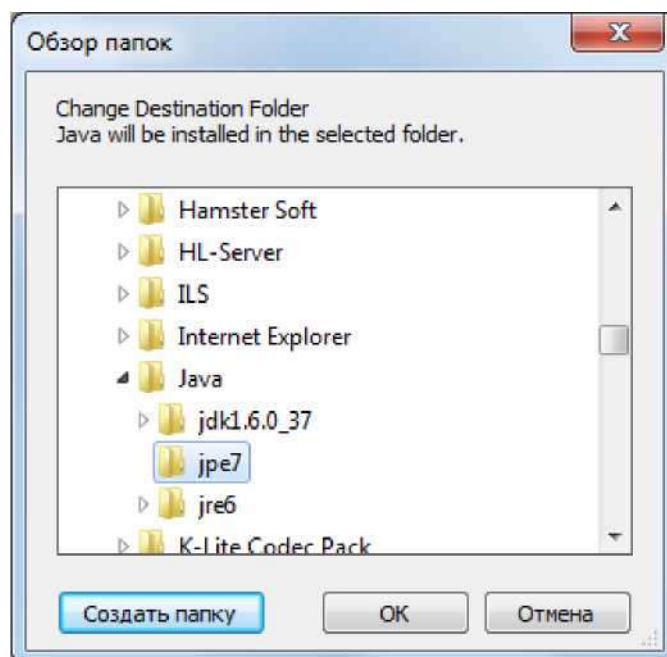 Обзор папок
Change Destination Folder
Java will be installed in the selected folder.
Hamster Soft
HL-Server
ILS
Internet Explorer
Java
jdk1.6.0_37
jpe7
jre6
K-Lite Codec Pack
Создать папку
ОК
Отмена